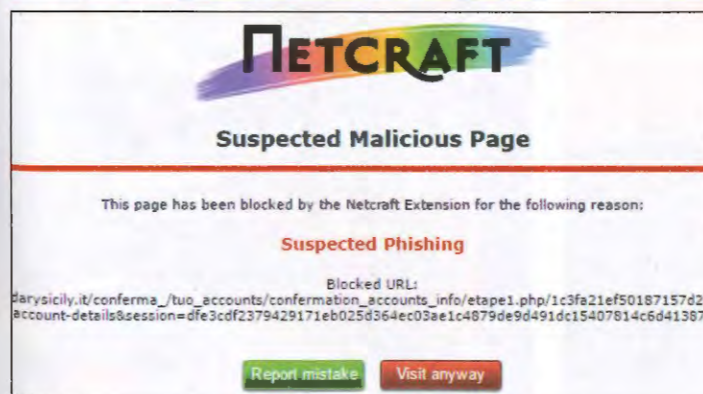 NETCRAFT
Suspected Malicious Page
This page has been blocked by the Netcraft Extension for the following reason:
Suspected Phishing
Blocked URL:
darysicily.it/conferma_/tuo_accounts/confermation_accounts_info/etape1.php/1c3fa21ef50187157d2
account-details&session=dfe3cdf2379429171eb025d364ec03ae1c4879de9d491dc15407814c6d41387
Report mistake
Visit anyway